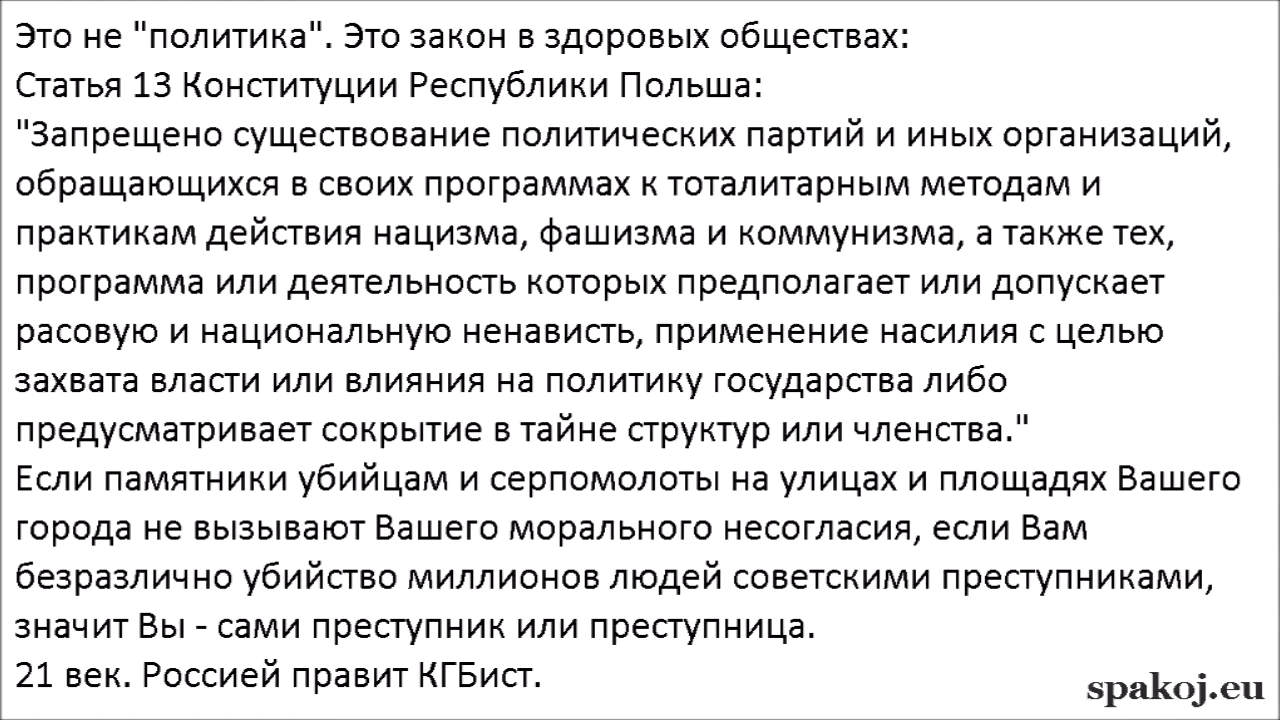 Это не "политика". Это закон в здоровых обществах:
Статья 13 Конституции Республики Польша:
"Запрещено существование политических партий и иных организаций,
обращающихся в своих программах к тоталитарным методам и
практикам действия нацизма, фашизма и коммунизма, а также тех,
программа или деятельность которых предполагает или допускает
расовую и национальную ненависть, применение насилия с целью
захвата власти или влияния на политику государства либо
предусматривает сокрытие в тайне структур или членства."
Если памятники убийцам и серпомолоты на улицах и площадях Вашего
города не вызывают Вашего морального несогласия, если Вам
безразлично убийство миллионов людей советскими преступниками,
значит Вы - сами преступник или преступница.
21 век. Россией правит КГБист.
spakoj.eu